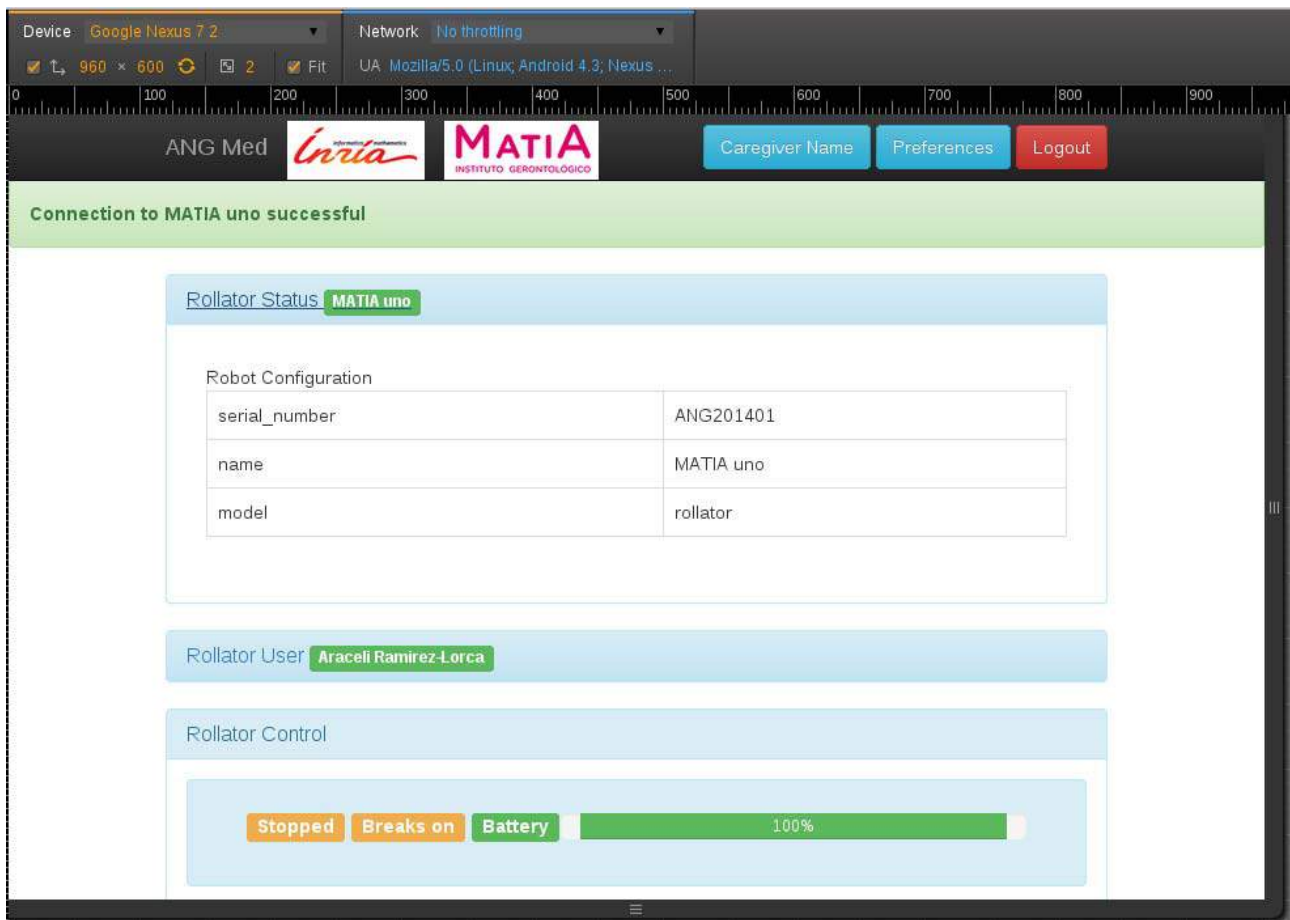 Device Google Nexus 7 2 Network No throttling
960 × 600 2 Fit UA Mozilla/5.0 (Linux; Android 4.3; Nexus ...
0 100 200 300 400 500 600 700 800 900
ANG Med informatics mathematics Caregiver Name Preferences Logout
Inria MATIA
INSTITUTO GERONTOLÓGICO
Connection to MATIA uno successful
Rollator Status MATIA uno
Robot Configuration
serial_number ANG201401
name MATIA uno
model rollator
Rollator User Araceli Ramirez-Lorca
Rollator Control
Stopped Breaks on Battery 100%